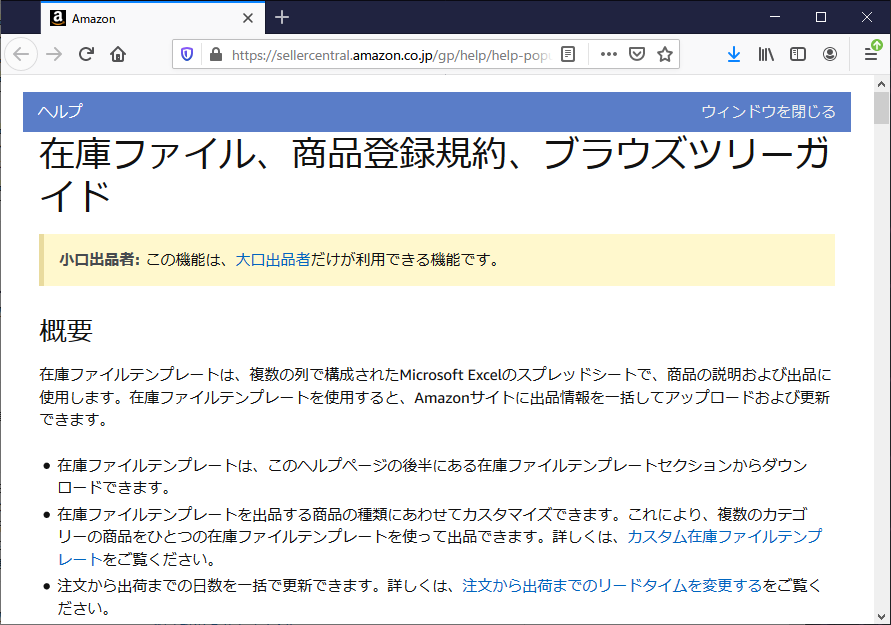 Amazon
https://sellercentral.amazon.co.jp/gp/help/help-pop
ヘルプ
ウィンドウを閉じる
在庫ファイル、商品登録規約、ブラウズツリーガ
イド
小口出品者: この機能は、大口出品者だけが利用できる機能です。
概要
在庫ファイルテンプレートは、複数の列で構成されたMicrosoft Excelのスプレッドシートで、商品の説明および出品に
使用します。在庫ファイルテンプレートを使用すると、Amazonサイトに出品情報を一括してアップロードおよび更新
できます。
• 在庫ファイルテンプレートは、このヘルプページの後半にある在庫ファイルテンプレートセクションからダウン
ロードできます。
• 在庫ファイルテンプレートを出品する商品の種類にあわせてカスタマイズできます。これにより、複数のカテゴ
リーの商品をひとつの在庫ファイルテンプレートを使って出品できます。詳しくは、カスタム在庫ファイルテンプ
レートをご覧ください。
• 注文から出荷までの日数を一括で更新できます。詳しくは、注文から出荷までのリードタイムを変更するをご覧く
ださい。